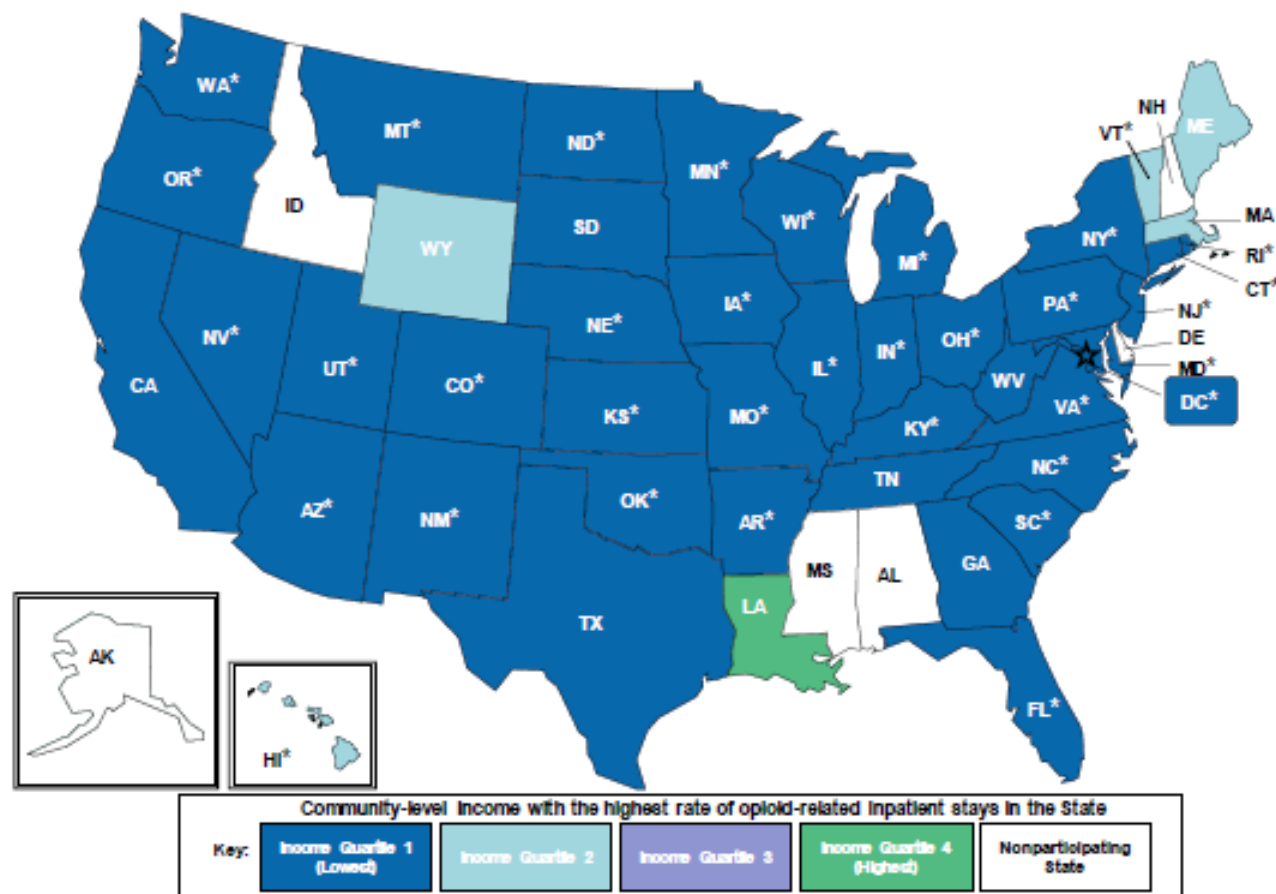 WA*
MT*
ND*
MN*
VT*
NH
ME
OR*
ID
WY
SD
WI*
MI*
NY*
MA
RI*
CT*
IA*
NE*
PA*
NJ*
DE
MD*
DC*
NV*
UT*
CO*
CA
IL*
IN*
OH*
WV
VA*
KS*
MO*
KY*
NC*
TN
AZ*
NM*
OK*
AR*
SC*
MS
AL
GA
TX
LA
FL*
AK
HI*
Community-level income with the highest rate of opioid-related inpatient stays in the State
Key:
Income Quartile 1
(Lowest)
Income Quartile 2
Income Quartile 3
Income Quartile 4
(Highest)
Nonparticipating
State